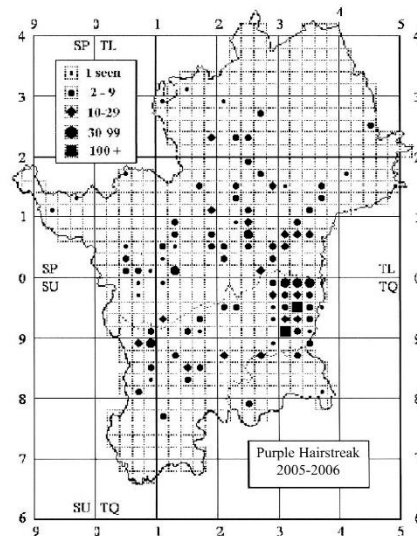 9 0 1 2 3 4 5
4 4
SP TL
1 seen
2 - 9
10-29
30 99
100 +
3 3
2 2
1 1
0 SP TL 0
SU TQ
9 9
8 8
7 7
Purple Hairstreak
2005-2006
SU TQ
6 6
9 0 1 2 3 4 5